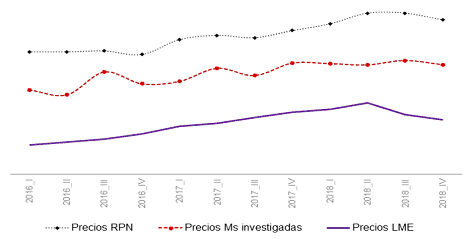 2016_I 2016_II 2016_III 2016_IV 2017_I 2017_II 2017_III 2017_IV 2018_I 2018_II 2018_III 2018_IV
Precios RPN Precios Ms investigadas Precios LME